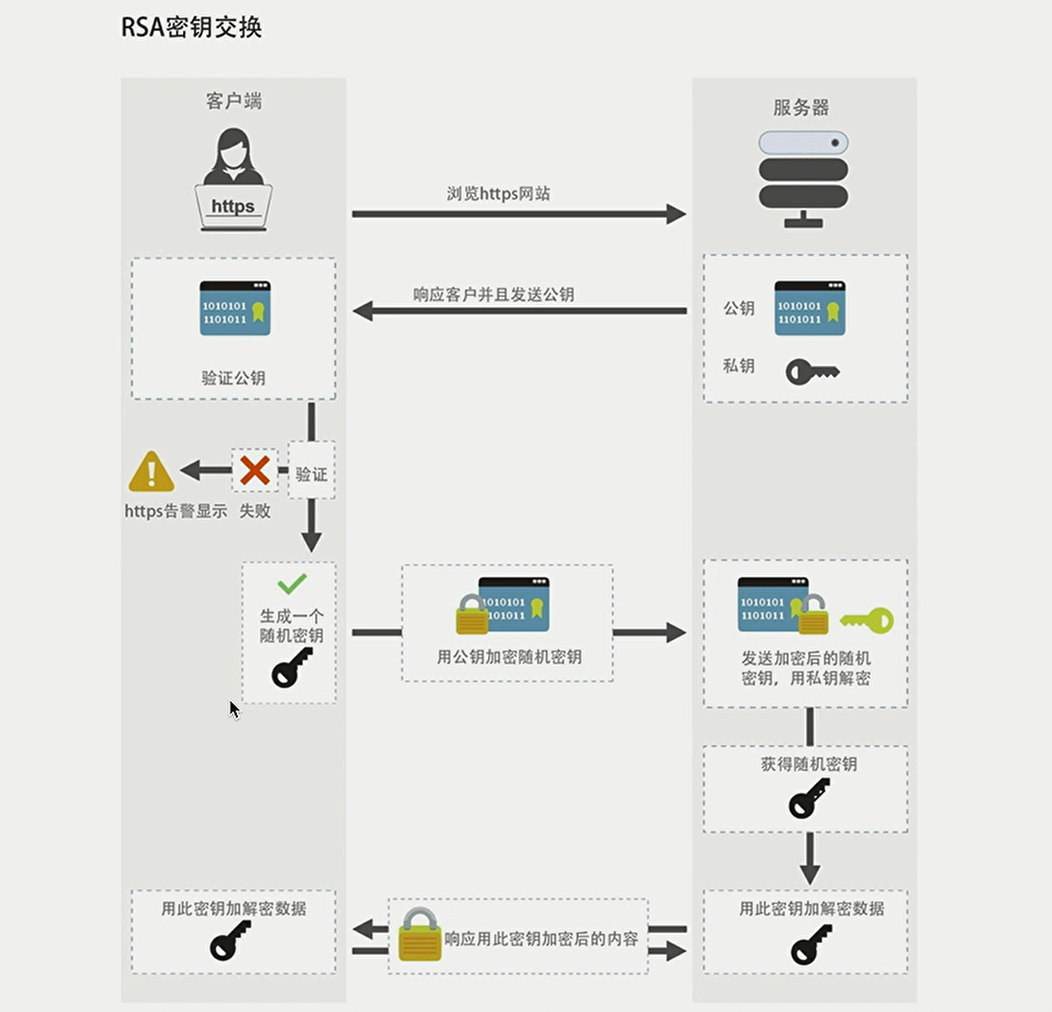 RSA密钥交换
客户端
服务器
https
浏览https网站
响应客户并且发送公钥
1010101
1101011
验证公钥
公钥
1010101
1101011
私钥
验证
https告警显示
失败
生成一个
随机密钥
1010101
1101011
用公钥加密随机密钥
1010101
1101011
发送加密后的随机
密钥，用私钥解密
获得随机密钥
用此密钥加解密数据
响应用此密钥加密后的内容
用此密钥加解密数据